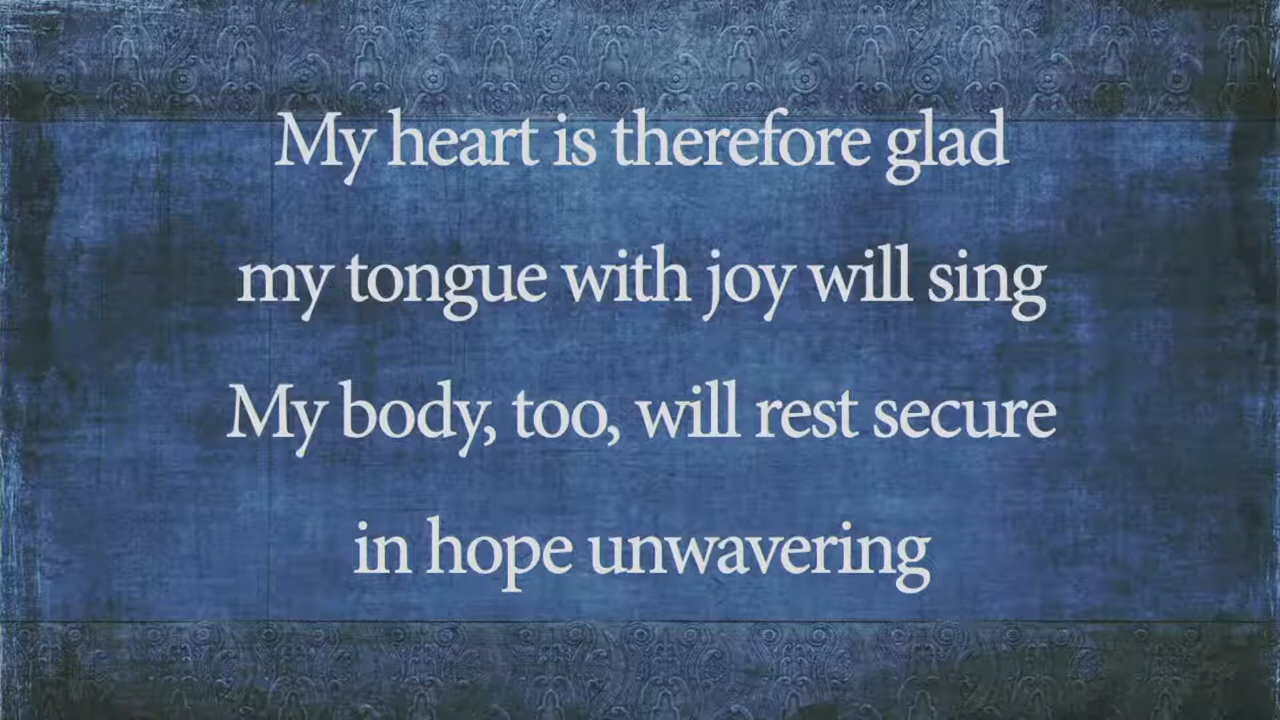 My heart is therefore glad
my tongue with joy will sing
My body, too, will rest secure
in hope unwavering